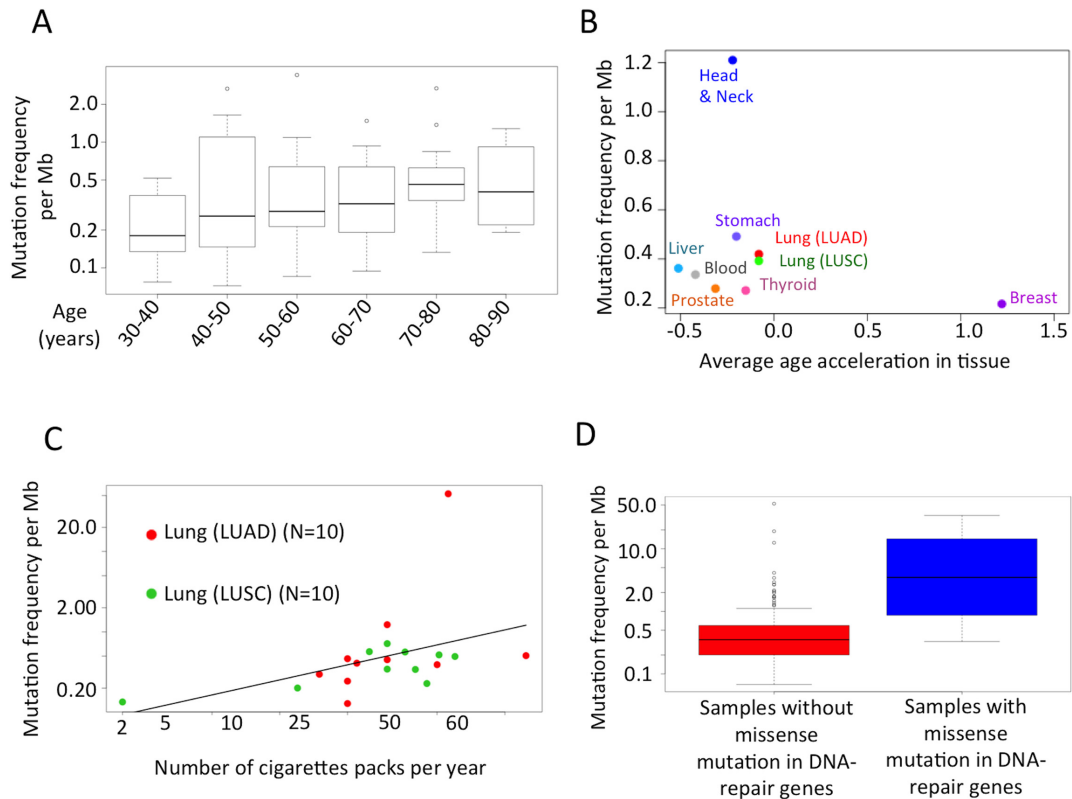 A
Mutation frequency
per Mb
2.0
1.0
0.5
0.2
0.1
Age
(years)
30-40
40-50
50-60
60-70
70-80
80-90
B
Mutation frequency per Mb
1.2
1.0
0.8
0.6
0.4
0.2
Head
& Neck
Stomach
Lung (LUAD)
Liver
Blood
Lung (LUSC)
Prostate
Thyroid
Breast
-0.5
0.0
0.5
1.0
1.5
Average age acceleration in tissue
C
Mutation frequency per Mb
20.0
2.00
0.20
Lung (LUAD) (N=10)
Lung (LUSC) (N=10)
2
5
10
25
50
60
Number of cigarettes packs per year
D
Mutation frequency per Mb
50.0
10.0
2.0
0.5
0.1
Samples without
missense
mutation in DNA-
repair genes
Samples with
missense
mutation in DNA-
repair genes